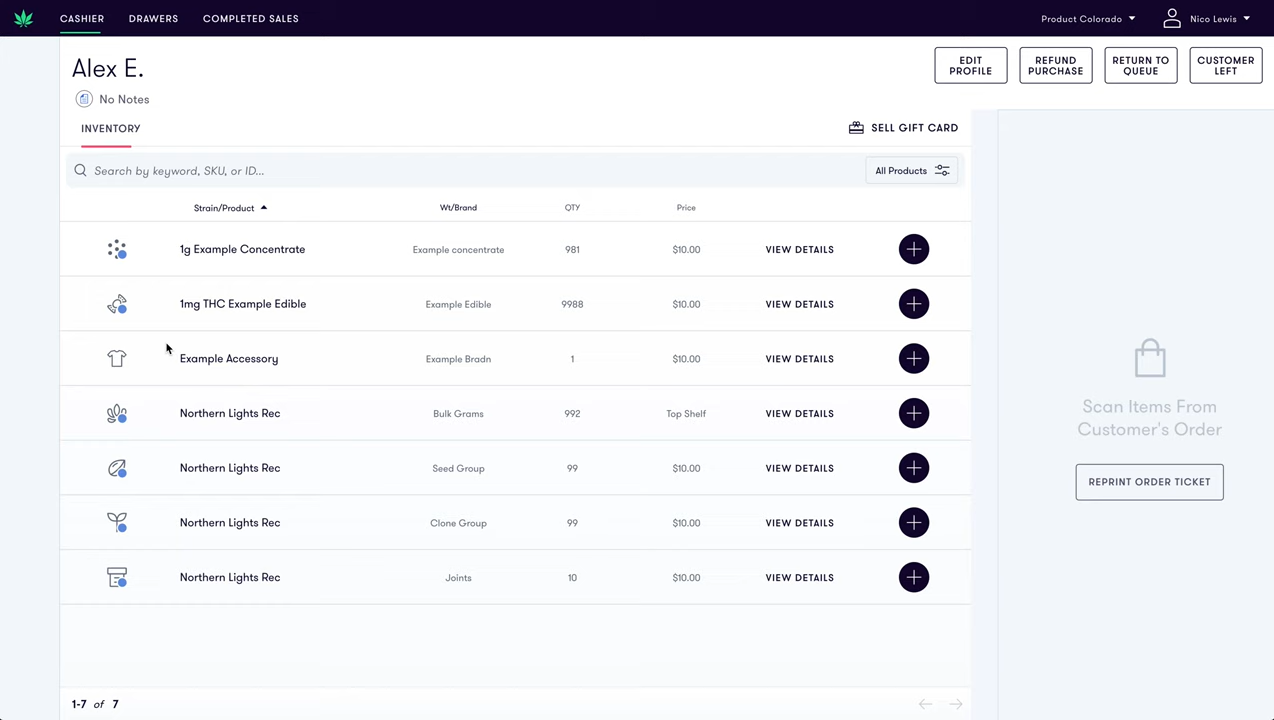 CASHIER DRAWERS COMPLETED SALES Product Colorado Nico Lewis
Alex E.
EDIT PROFILE
REFUND PURCHASE
RETURN TO QUEUE
CUSTOMER LEFT
No Notes
INVENTORY
SELL GIFT CARD
Search by keyword, SKU, or ID...
All Products
Strain/Product Wt/Brand QTY Price
1g Example Concentrate Example concentrate 981 $10.00 VIEW DETAILS
1mg THC Example Edible Example Edible 9988 $10.00 VIEW DETAILS
Example Accessory Example Bradn 1 $10.00 VIEW DETAILS
Northern Lights Rec Bulk Grams 992 Top Shelf VIEW DETAILS
Northern Lights Rec Seed Group 99 $10.00 VIEW DETAILS
Northern Lights Rec Clone Group 99 $10.00 VIEW DETAILS
Northern Lights Rec Joints 10 $10.00 VIEW DETAILS
1-7 of 7
Scan Items From
Customer's Order
REPRINT ORDER TICKET